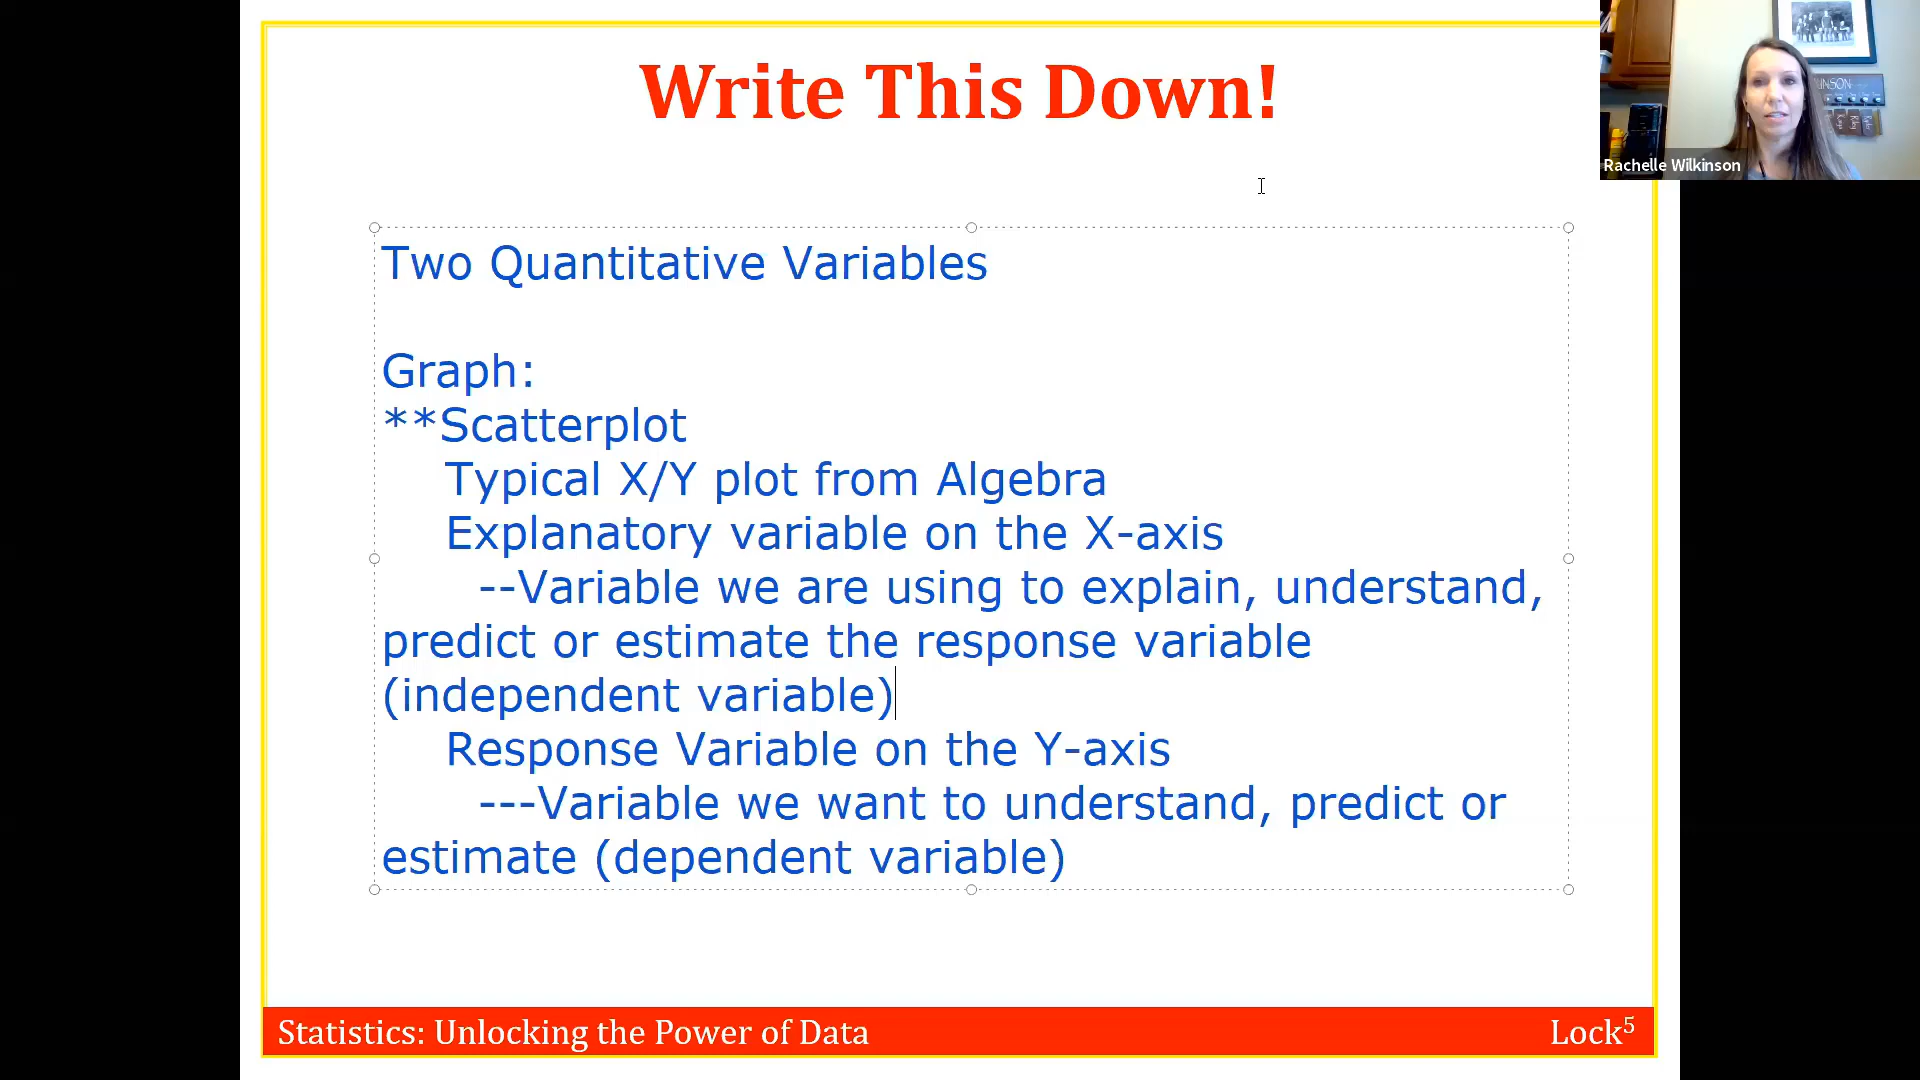 Write This Down!
INSON
Rachelle Wilkinson
Two Quantitative Variables
Graph:
**Scatterplot
Typical X/Y plot from Algebra
Explanatory variable on the X-axis
--Variable we are using to explain, understand,
predict or estimate the response variable
(independent variable)
Response Variable on the Y-axis
---Variable we want to understand, predict or
estimate (dependent variable)
Statistics: Unlocking the Power of Data
Lock⁵